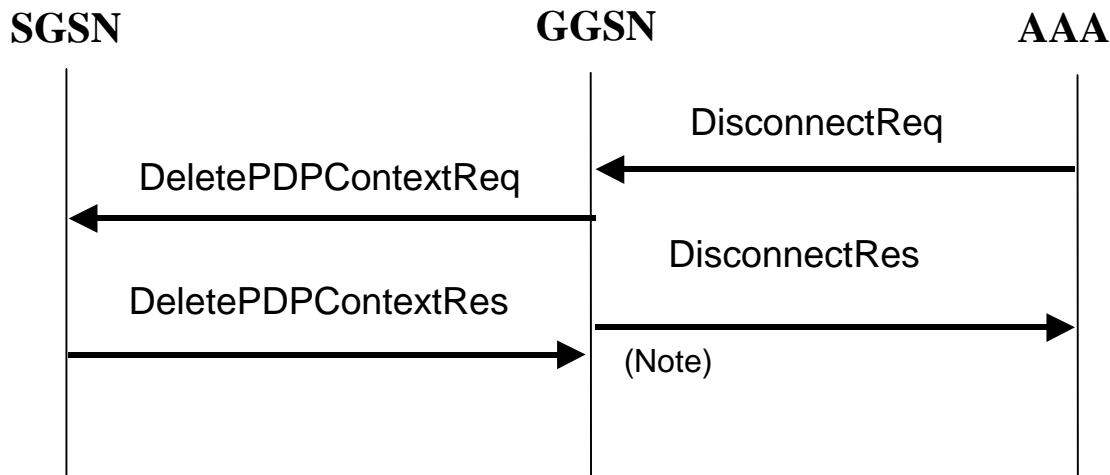 SGSN GGSN AAA
DisconnectReq
DeletePDPContextReq
DisconnectRes
DeletePDPContextRes
(Note)